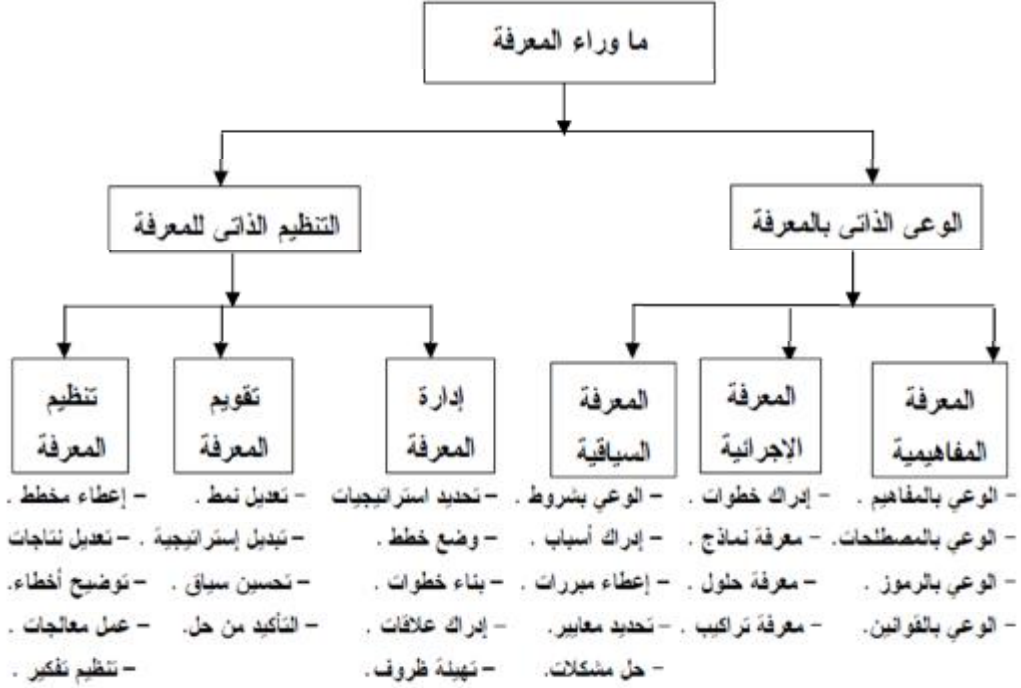 ما وراء المعرفة
الوعى الذاتى بالمعرفة
التنظيم الذاتى للمعرفة
المعرفة
المفاهيمية
- الوعي بالمفاهيم .
- الوعي بالمصطلحات.
- الوعي بالرموز .
- الوعي بالقوانين.
المعرفة
الإجرائية
- إدراك خطوات .
- معرفة نماذج .
- معرفة حلول .
- معرفة تراكيب .
المعرفة
السياقية
- الوعي بشروط .
- إدراك أسباب .
- إعطاء مبررات .
- تحديد معايير.
- حل مشكلات.
إدارة
المعرفة
- تحديد استراتيجيات
- وضع خطط .
- بناء خطوات .
- إدراك علاقات .
- تهيئة ظروف.
تقويم
المعرفة
- تعديل نمط .
- تبديل إستراتيجية .
- تحسين سياق .
- التأكيد من حل.
تنظيم
المعرفة
- إعطاء مخطط .
- تعديل نتاجات
- توضيح أخطاء.
- عمل معالجات .
- تنظيم تفكير .